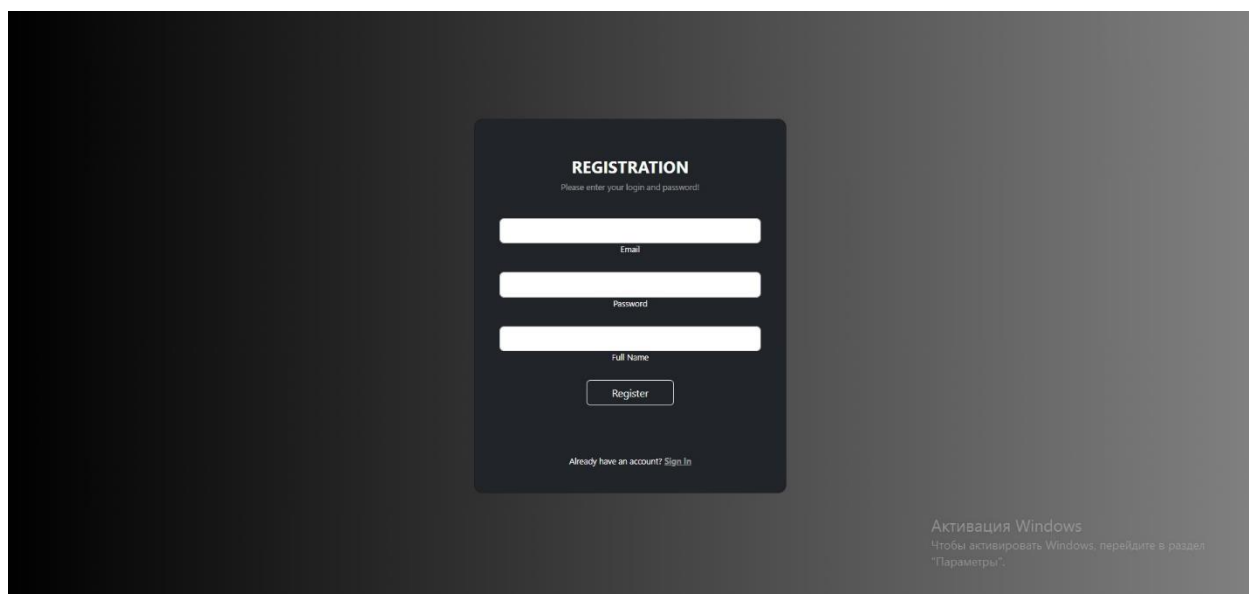 REGISTRATION
Please enter your login and password!
Email
Password
Full Name
Register
Already have an account? Sign In
Активация Windows
Чтобы активировать Windows, перейдите в раздел
"Параметры".